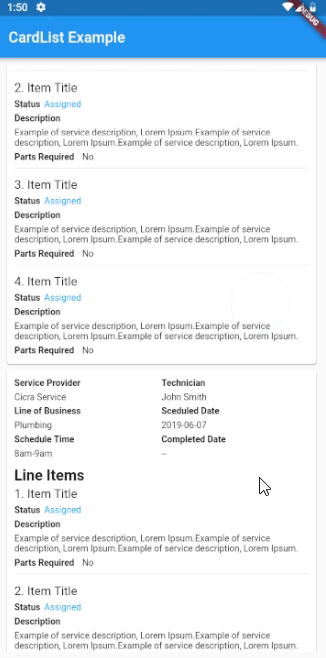 1:50
DEBUG
CardList Example
2. Item Title
Status Assigned
Description
Example of service description, Lorem Ipsum.Example of service
description, Lorem Ipsum.Example of service description, Lorem Ipsum.
Parts Required No
3. Item Title
Status Assigned
Description
Example of service description, Lorem Ipsum.Example of service
description, Lorem Ipsum.Example of service description, Lorem Ipsum.
Parts Required No
4. Item Title
Status Assigned
Description
Example of service description, Lorem Ipsum.Example of service
description, Lorem Ipsum.Example of service description, Lorem Ipsum.
Parts Required No
Service Provider Technician
Cicra Service John Smith
Line of Business Sceduled Date
Plumbing 2019-06-07
Schedule Time Completed Date
8am-9am --
Line Items
1. Item Title
Status Assigned
Description
Example of service description, Lorem Ipsum.Example of service
description, Lorem Ipsum.Example of service description, Lorem Ipsum.
Parts Required No
2. Item Title
Status Assigned
Description
Example of service description, Lorem Ipsum.Example of service
description, Lorem Ipsum.Example of service description, Lorem Ipsum.